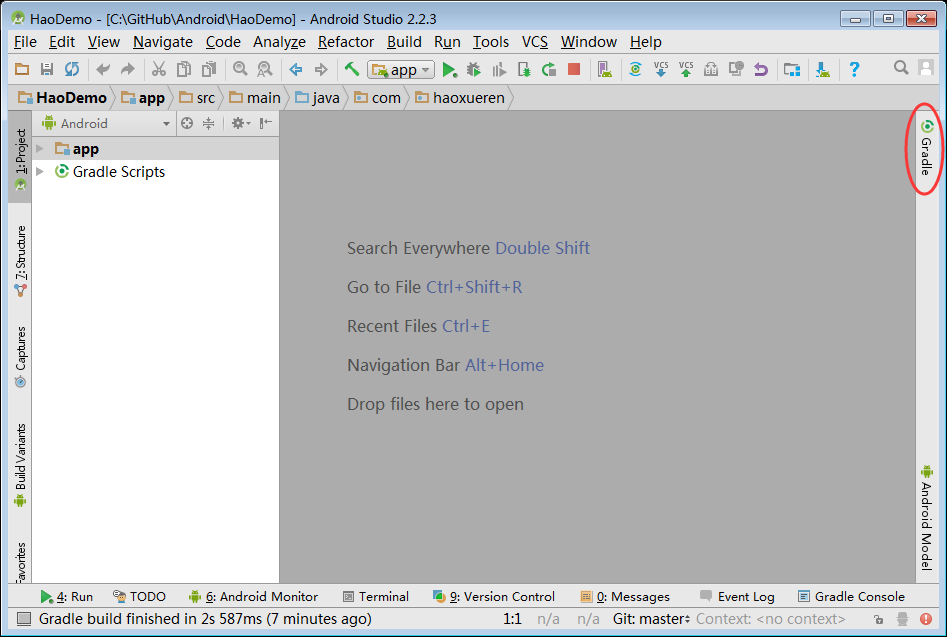 HaoDemo - [C:\GitHub\Android\HaoDemo] - Android Studio 2.2.3
File Edit View Navigate Code Analyze Refactor Build Run Tools VCS Window Help
app VCS VCS ?
HaoDemo app src main java com haoxueren
Android
1: Project
app
Gradle Scripts
7: Structure
Captures
Build Variants
Favorites
Search Everywhere Double Shift
Go to File Ctrl+Shift+R
Recent Files Ctrl+E
Navigation Bar Alt+Home
Drop files here to open
Gradle
Android Model
4: Run TODO 6: Android Monitor Terminal 9: Version Control 0: Messages Event Log Gradle Console
Gradle build finished in 2s 587ms (7 minutes ago) 1:1 n/a n/a Git: master Context: <no context>